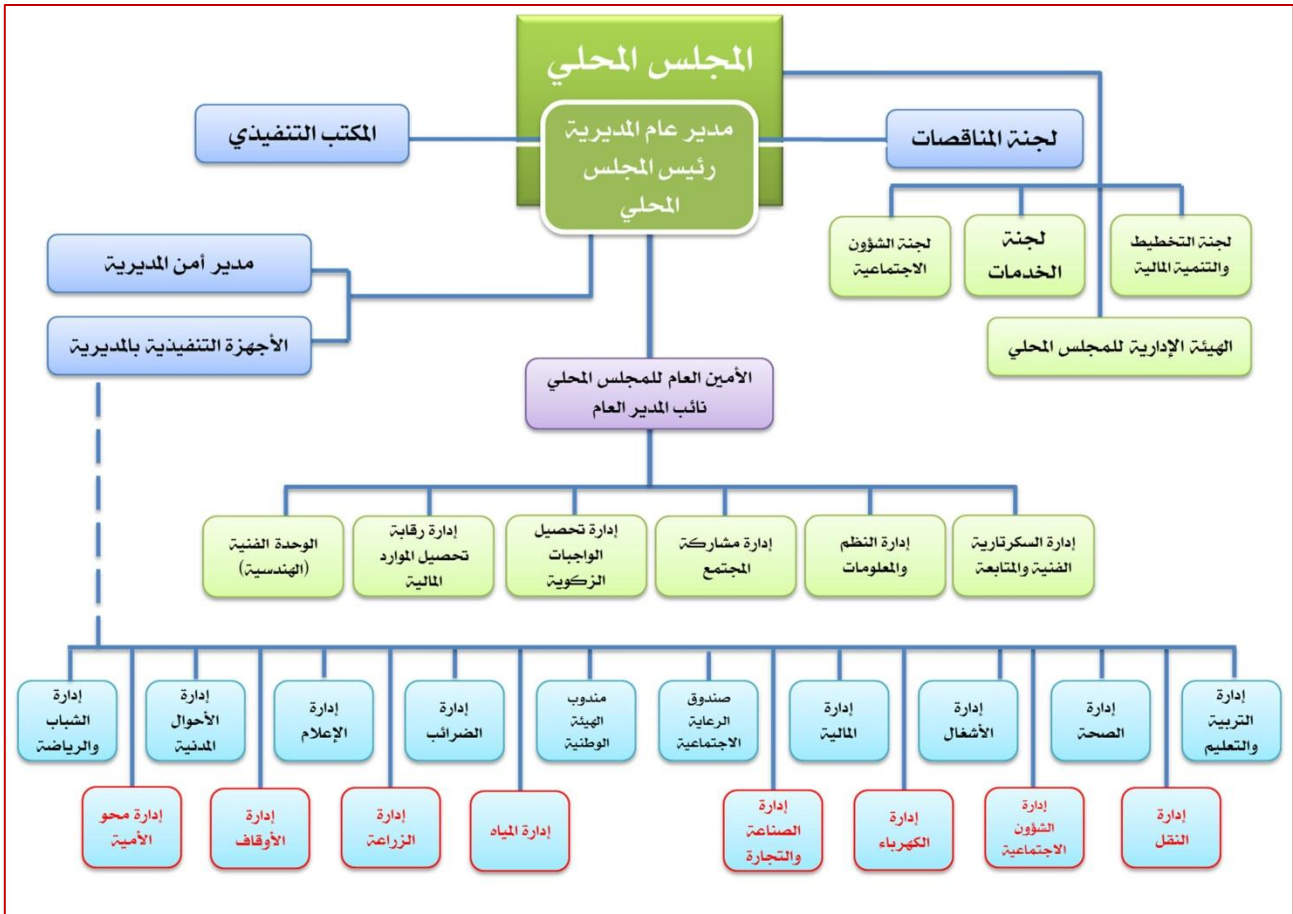 المجلس المحلي
مدير عام المديرية
رئيس المجلس
المحلي
لجنة المناقصات
المكتب التنفيذي
لجنة التخطيط
والتنمية المالية
لجنة
الخدمات
لجنة الشؤون
الاجتماعية
الهيئة الإدارية للمجلس المحلي
مدير أمن المديرية
الأجهزة التنفيذية بالمديرية
الأمين العام للمجلس المحلي
نائب المدير العام
إدارة السكرتارية
الفنية والمتابعة
إدارة النظم
والمعلومات
إدارة مشاركة
المجتمع
إدارة تحصيل
الواجبات
الزكوية
إدارة رقابة
تحصيل الموارد
المالية
الوحدة الفنية
(الهندسية)
إدارة
التربية
والتعليم
إدارة
الصحة
إدارة
الأشغال
إدارة
المالية
صندوق
الرعاية
الاجتماعية
مندوب
الهيئة
الوطنية
إدارة
الضرائب
إدارة
الإعلام
إدارة
الأحوال
المدنية
إدارة
الشباب
والرياضة
إدارة
النقل
إدارة
الشؤون
الاجتماعية
إدارة
الكهرباء
إدارة
الصناعة
والتجارة
إدارة المياه
إدارة
الزراعة
إدارة
الأوقاف
إدارة محو
الأمية